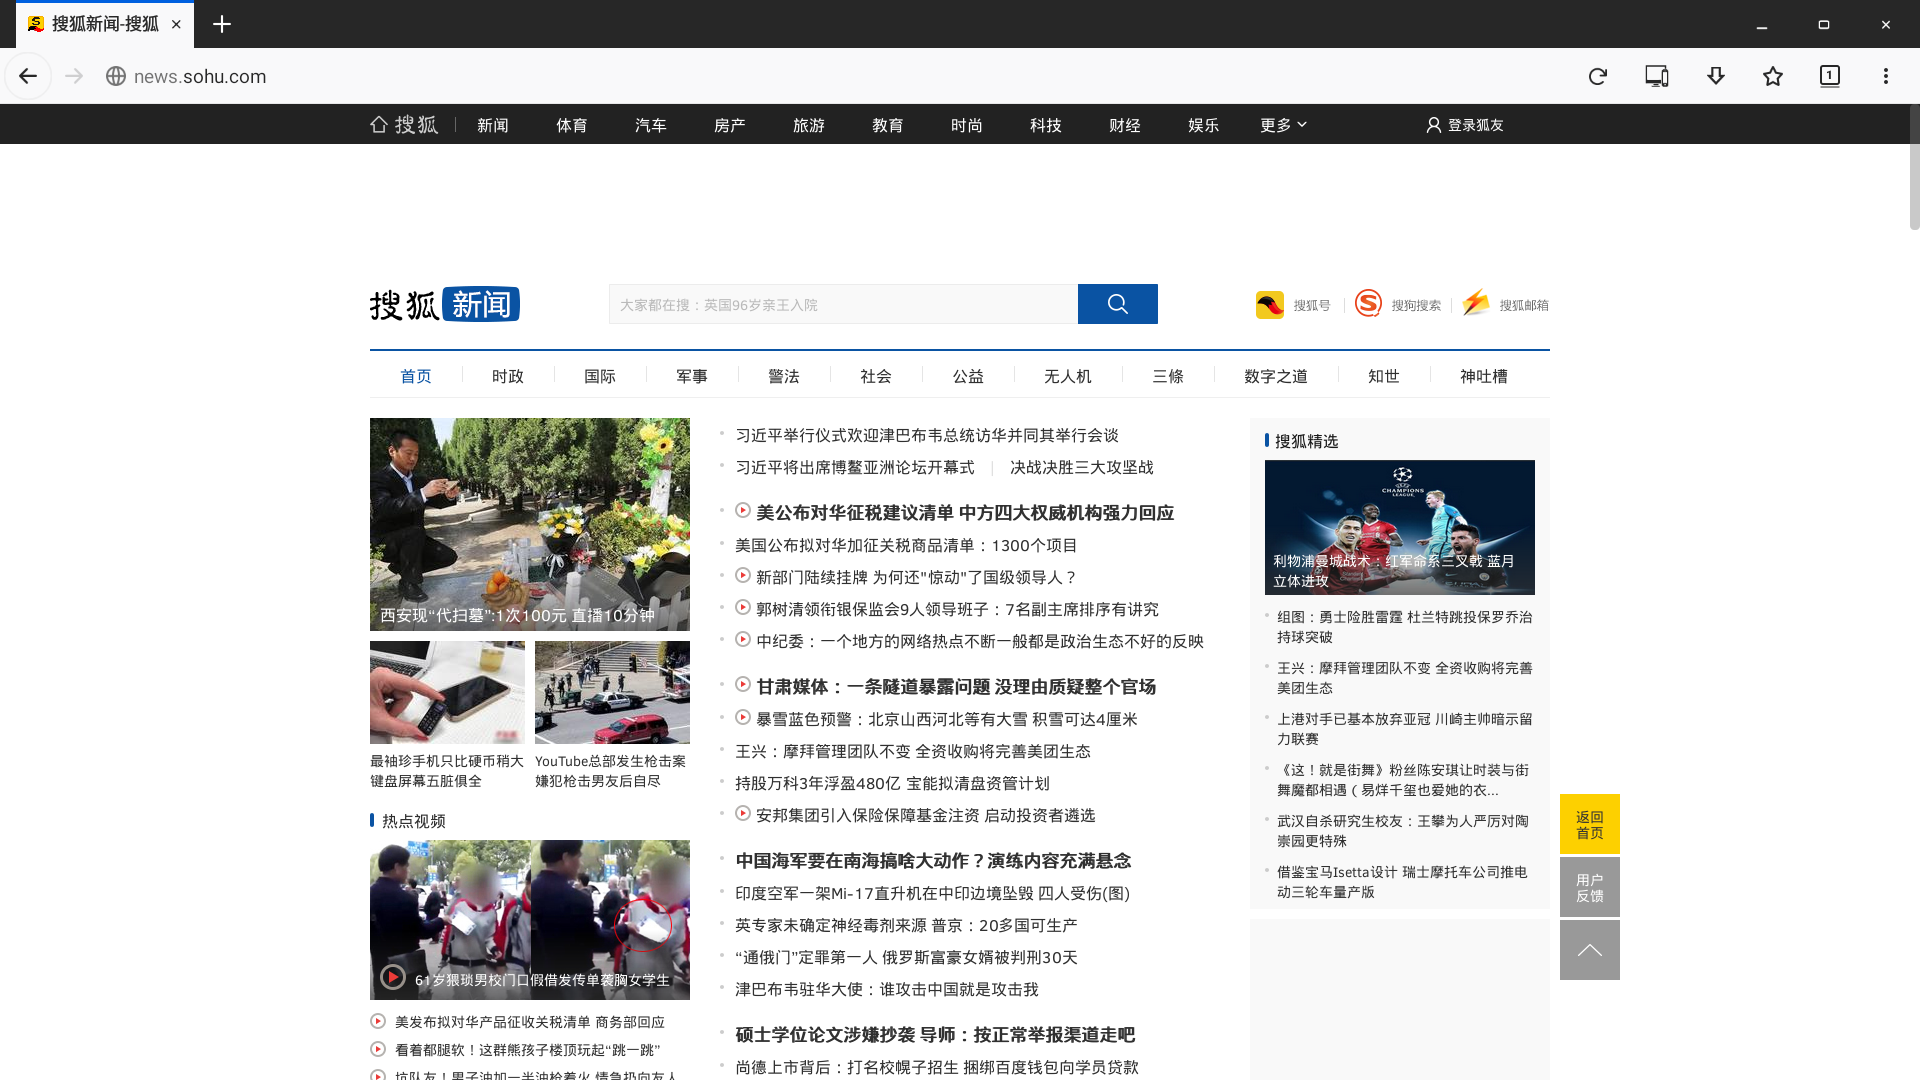 搜狐新闻-搜狐
news.sohu.com
1
搜狐
新闻
体育
汽车
房产
旅游
教育
时尚
科技
财经
娱乐
更多
登录狐友
搜狐 新闻
大家都在搜：英国96岁亲王入院
搜狐号
搜狗搜索
搜狐邮箱
首页
时政
国际
军事
警法
社会
公益
无人机
三條
数字之道
知世
神吐槽
西安现“代扫墓”:1次100元 直播10分钟
最袖珍手机只比硬币稍大
键盘屏幕五脏俱全
YouTube总部发生枪击案
嫌犯枪击男友后自尽
热点视频
61岁猥琐男校门口假借发传单袭胸女学生
美发布拟对华产品征收关税清单 商务部回应
看着都腿软！这群熊孩子楼顶玩起“跳一跳”
坑队友！男子油加一半油枪着火 情急扔向友人
习近平举行仪式欢迎津巴布韦总统访华并同其举行会谈
习近平将出席博鳌亚洲论坛开幕式 | 决战决胜三大攻坚战
美公布对华征税建议清单 中方四大权威机构强力回应
美国公布拟对华加征关税商品清单：1300个项目
新部门陆续挂牌 为何还"惊动"了国级领导人？
郭树清领衔银保监会9人领导班子：7名副主席排序有讲究
中纪委：一个地方的网络热点不断一般都是政治生态不好的反映
甘肃媒体：一条隧道暴露问题 没理由质疑整个官场
暴雪蓝色预警：北京山西河北等有大雪 积雪可达4厘米
王兴：摩拜管理团队不变 全资收购将完善美团生态
持股万科3年浮盈480亿 宝能拟清盘资管计划
安邦集团引入保险保障基金注资 启动投资者遴选
中国海军要在南海搞啥大动作？演练内容充满悬念
印度空军一架Mi-17直升机在中印边境坠毁 四人受伤(图)
英专家未确定神经毒剂来源 普京：20多国可生产
“通俄门”定罪第一人 俄罗斯富豪女婿被判刑30天
津巴布韦驻华大使：谁攻击中国就是攻击我
硕士学位论文涉嫌抄袭 导师：按正常举报渠道走吧
尚德上市背后：打名校幌子招生 捆绑百度钱包向学员贷款
搜狐精选
CHAMPIONS
LEAGUE
利物浦曼城战术：红军命系三叉戟 蓝月
立体进攻
组图：勇士险胜雷霆 杜兰特跳投保罗乔治
持球突破
王兴：摩拜管理团队不变 全资收购将完善
美团生态
上港对手已基本放弃亚冠 川崎主帅暗示留
力联赛
《这！就是街舞》粉丝陈安琪让时装与街
舞魔都相遇（易烊千玺也爱她的衣...
武汉自杀研究生校友：王攀为人严厉对陶
崇园更特殊
借鉴宝马Isetta设计 瑞士摩托车公司推电
动三轮车量产版
返回
首页
用户
反馈